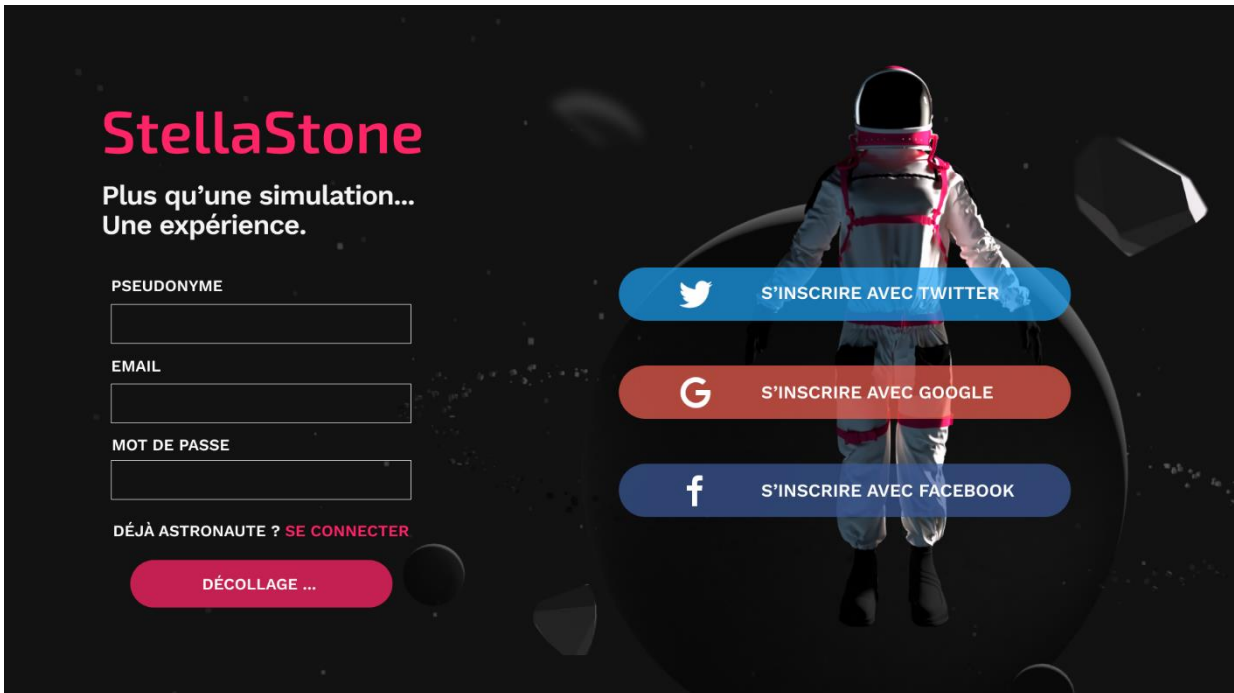 StellaStone
Plus qu’une simulation...
Une expérience.
PSEUDONYME
EMAIL
MOT DE PASSE
DÉJÀ ASTRONAUTE ? SE CONNECTER
DÉCOLLAGE ...
S’INSCRIRE AVEC TWITTER
G S’INSCRIRE AVEC GOOGLE
f S’INSCRIRE AVEC FACEBOOK